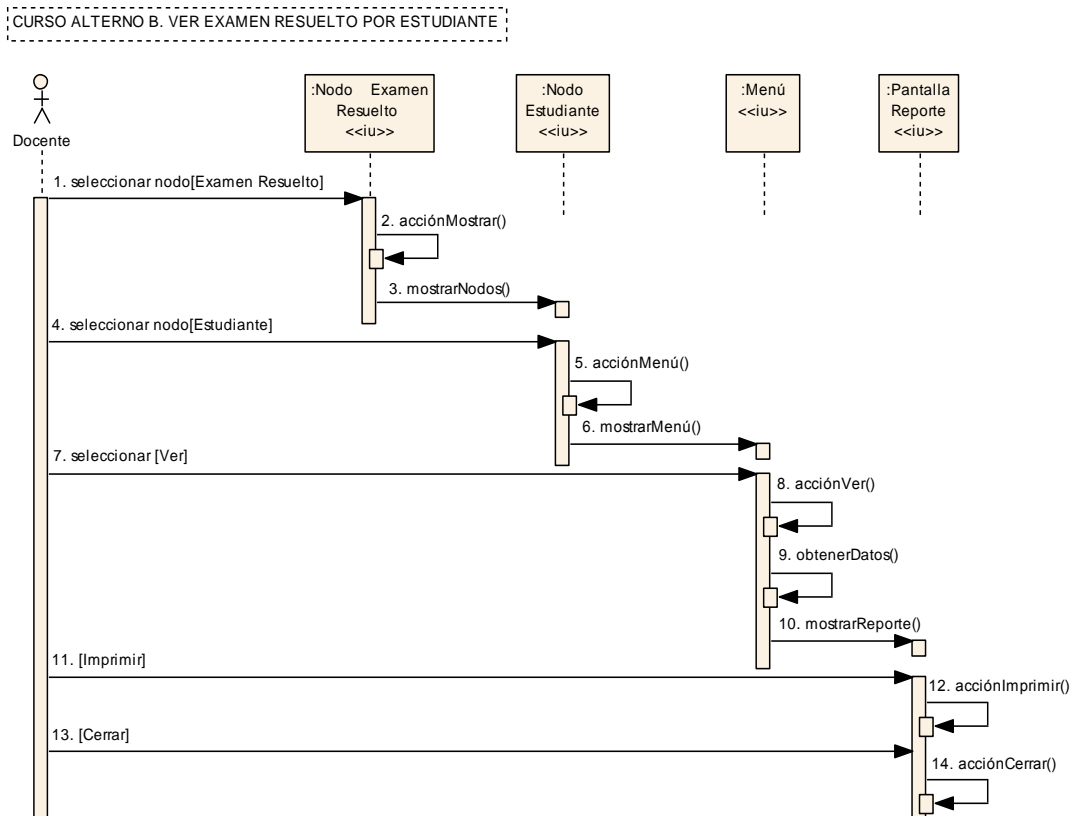 CURSO ALTERNO B. VER EXAMEN RESUELTO POR ESTUDIANTE
:Nodo Examen
Resuelto
<<iu>>
:Nodo
Estudiante
<<iu>>
:Menú
<<iu>>
:Pantalla
Reporte
<<iu>>
Docente
1. seleccionar nodo[Examen Resuelto]
2. acciónMostrar()
3. mostrarNodos()
4. seleccionar nodo[Estudiante]
5. acciónMenú()
6. mostrarMenú()
7. seleccionar [Ver]
8. acciónVer()
9. obtenerDatos()
10. mostrarReporte()
11. [Imprimir]
12. acciónImprimir()
13. [Cerrar]
14. acciónCerrar()